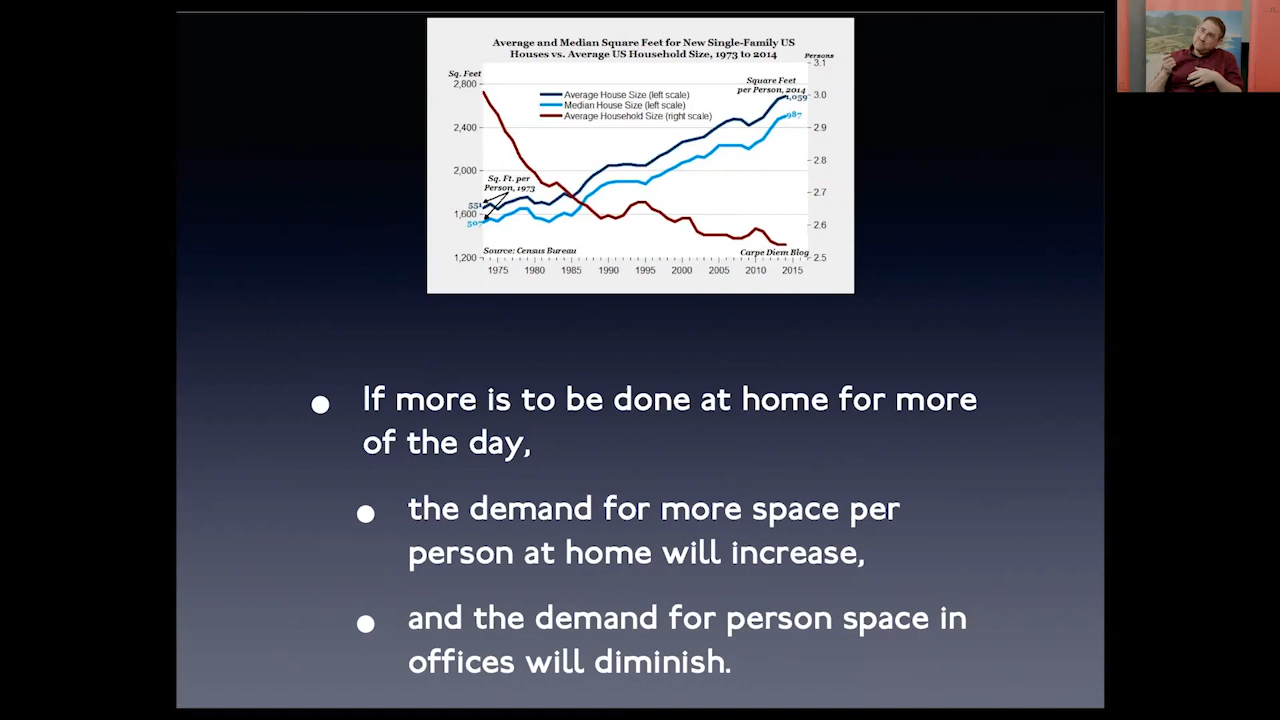 Average and Median Square Feet for New Single-Family US
Houses vs. Average US Household Size, 1973 to 2014
Persons
Sq. Feet
3.1
2,800
Square Feet
per Person, 2014
Average House Size (left scale)
Median House Size (left scale)
Average Household Size (right scale)
1,059
3.0
987
2,400
2.9
2.8
2,000
Sq. Ft. per
Person, 1973
2.7
551
1,600
507
2.6
Source: Census Bureau
Carpe Diem Blog
1,200
2.5
1975 1980 1985 1990 1995 2000 2005 2010 2015
• If more is to be done at home for more
of the day,
• the demand for more space per
person at home will increase,
• and the demand for person space in
offices will diminish.